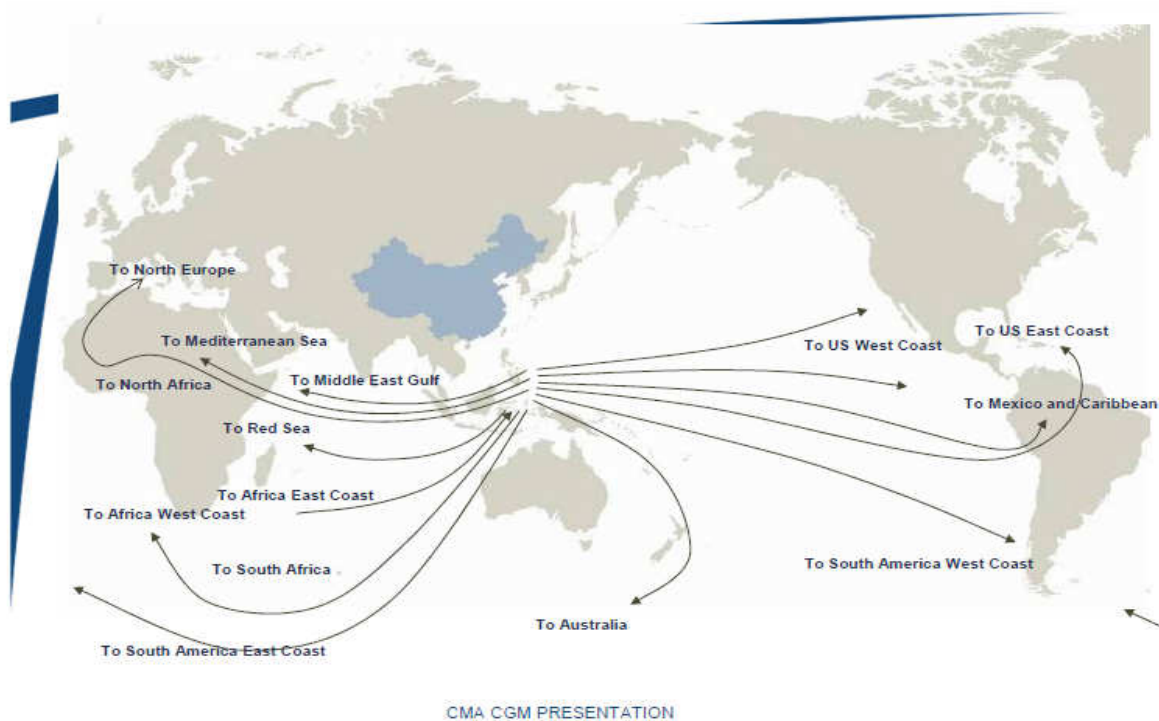 To North Europe
To Mediterranean Sea
To US East Coast
To US West Coast
To Middle East Gulf
To North Africa
To Mexico and Caribbean
To Red Sea
To Africa East Coast
To Africa West Coast
To South America West Coast
To South Africa
To Australia
To South America East Coast
CMA CGM PRESENTATION